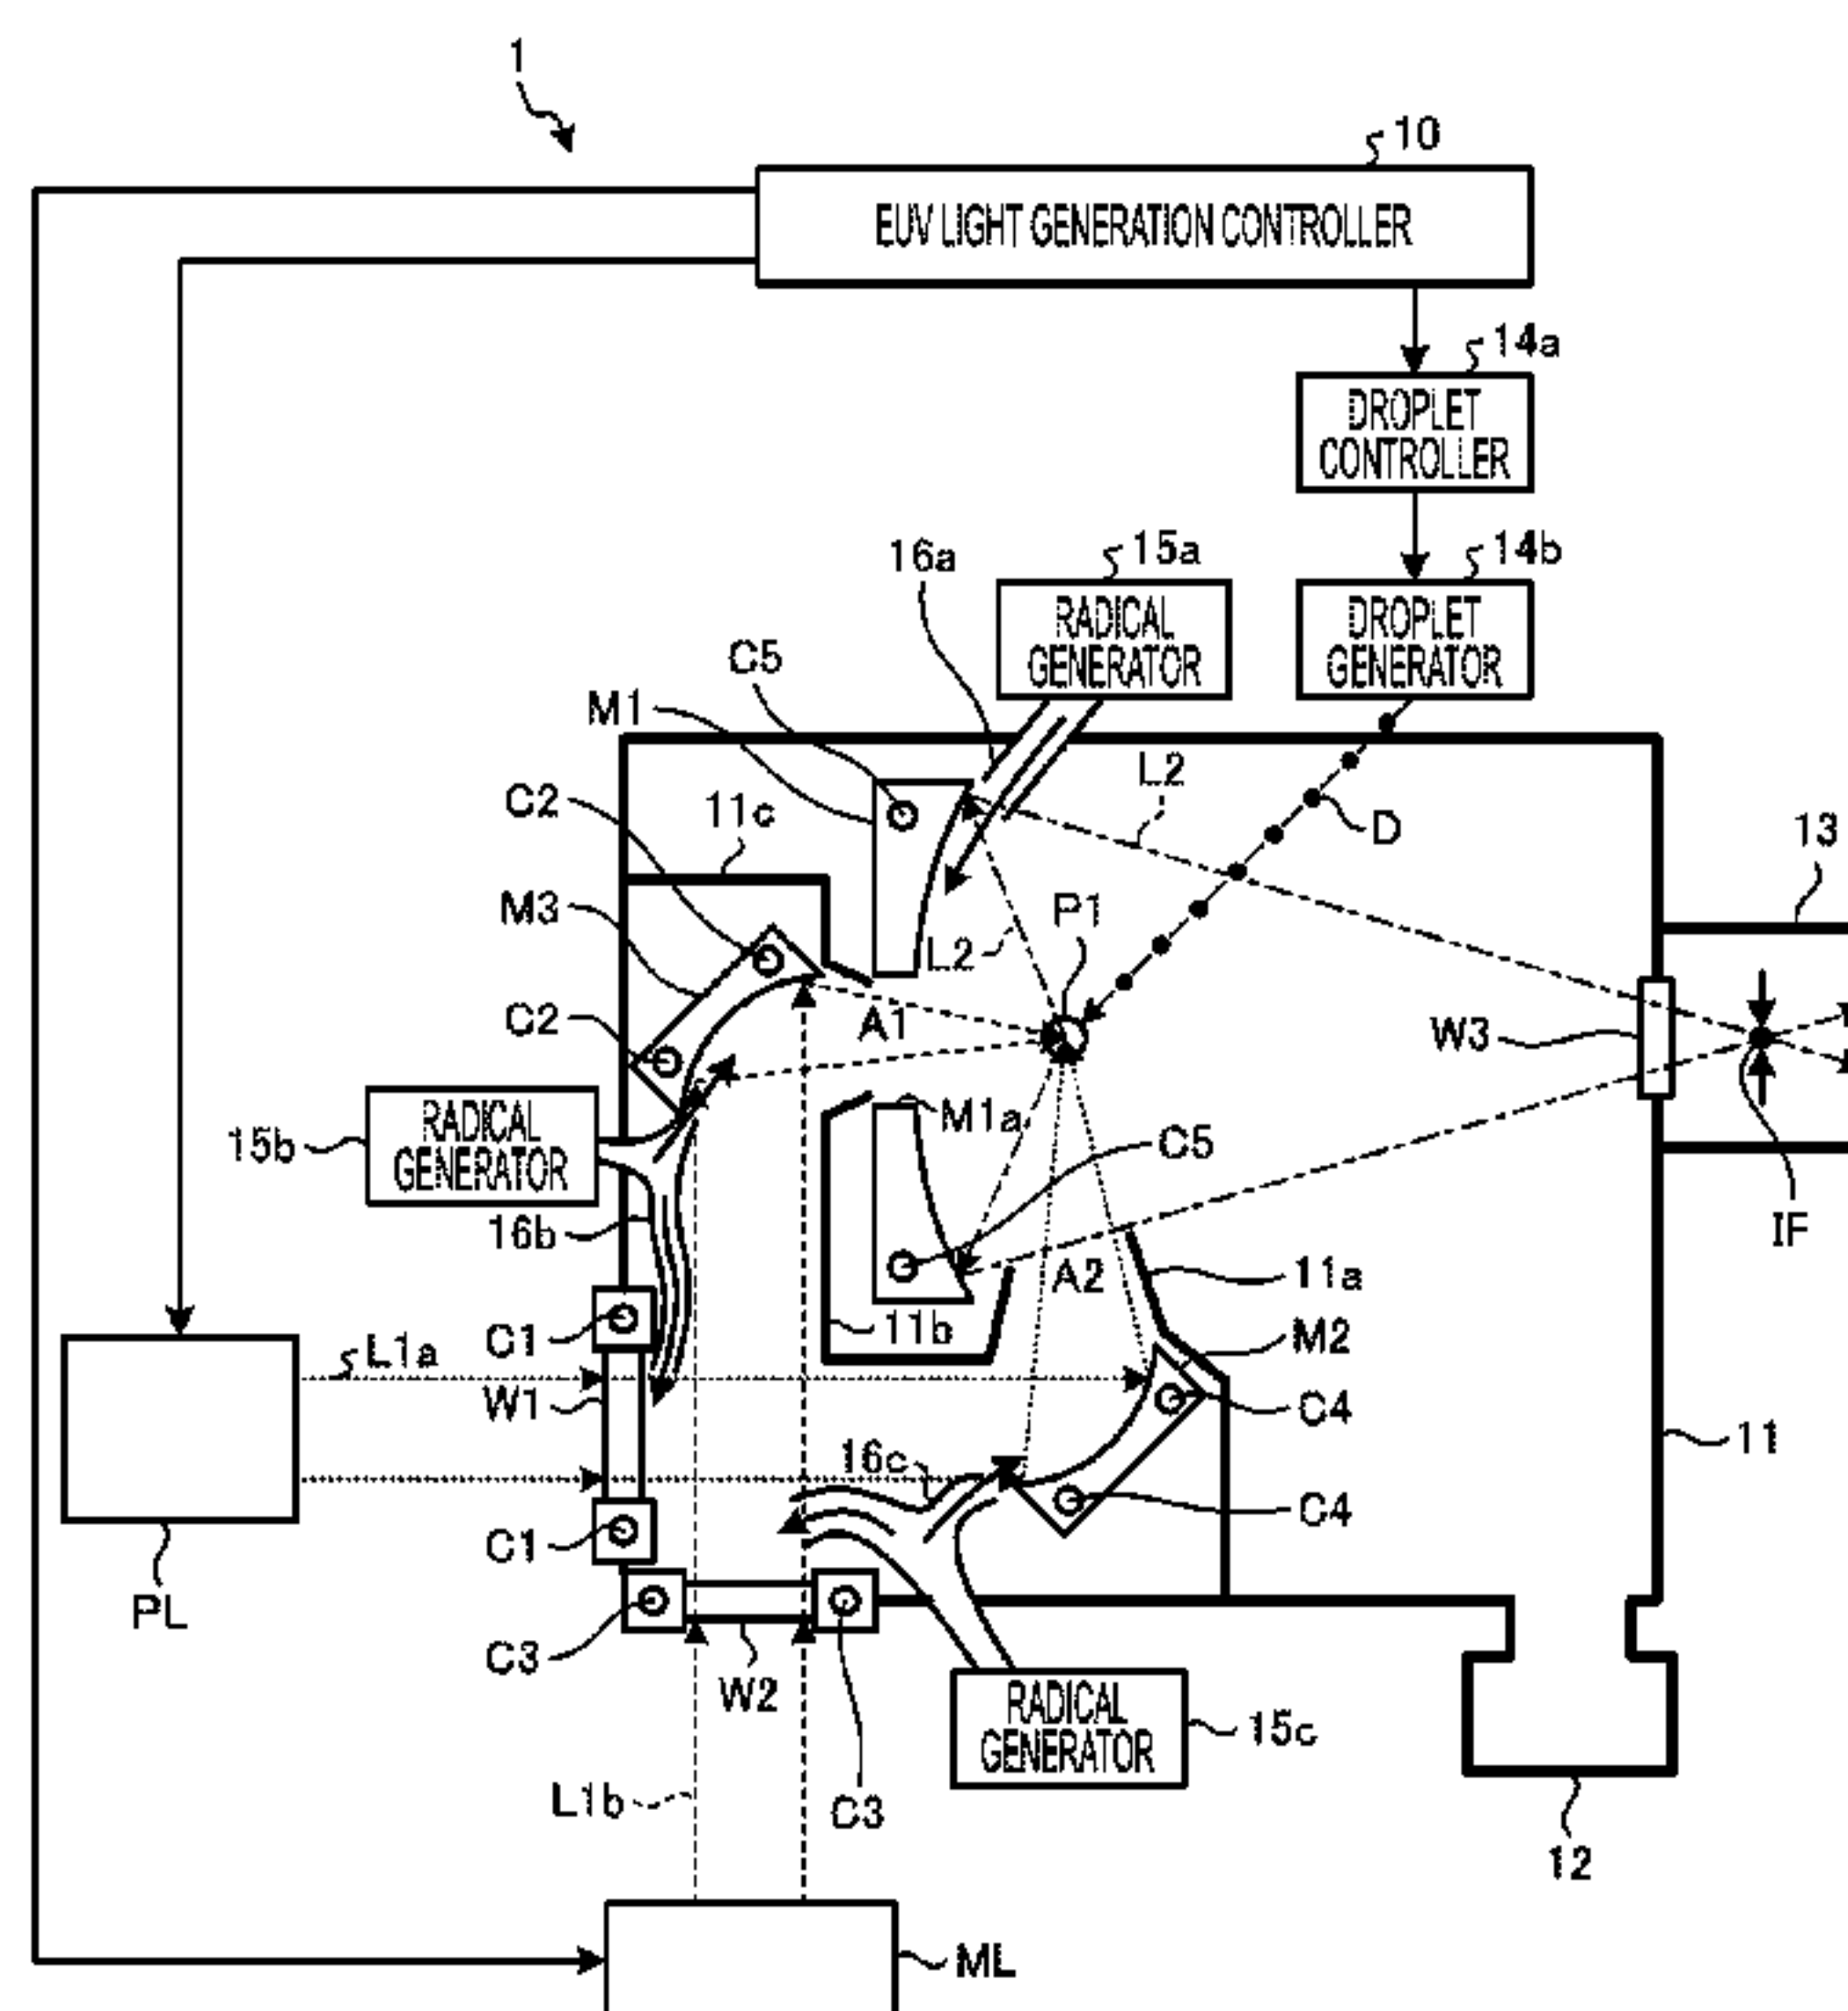 1
10
EUV LIGHT GENERATION CONTROLLER
14a
DROPLET
CONTROLLER
16a
15a
14b
RADICAL
GENERATOR
DROPLET
GENERATOR
C5
M1
L2
C2
11c
D
13
M3
P1
L2
C2
A1
W3
M1a
RADICAL
GENERATOR
15b
C5
16b
IF
A2
11a
C1
11b
M2
L1a
W1
C4
11
16c
C4
C1
PL
C3
W2
RADICAL
GENERATOR
15c
L1b
C3
12
ML